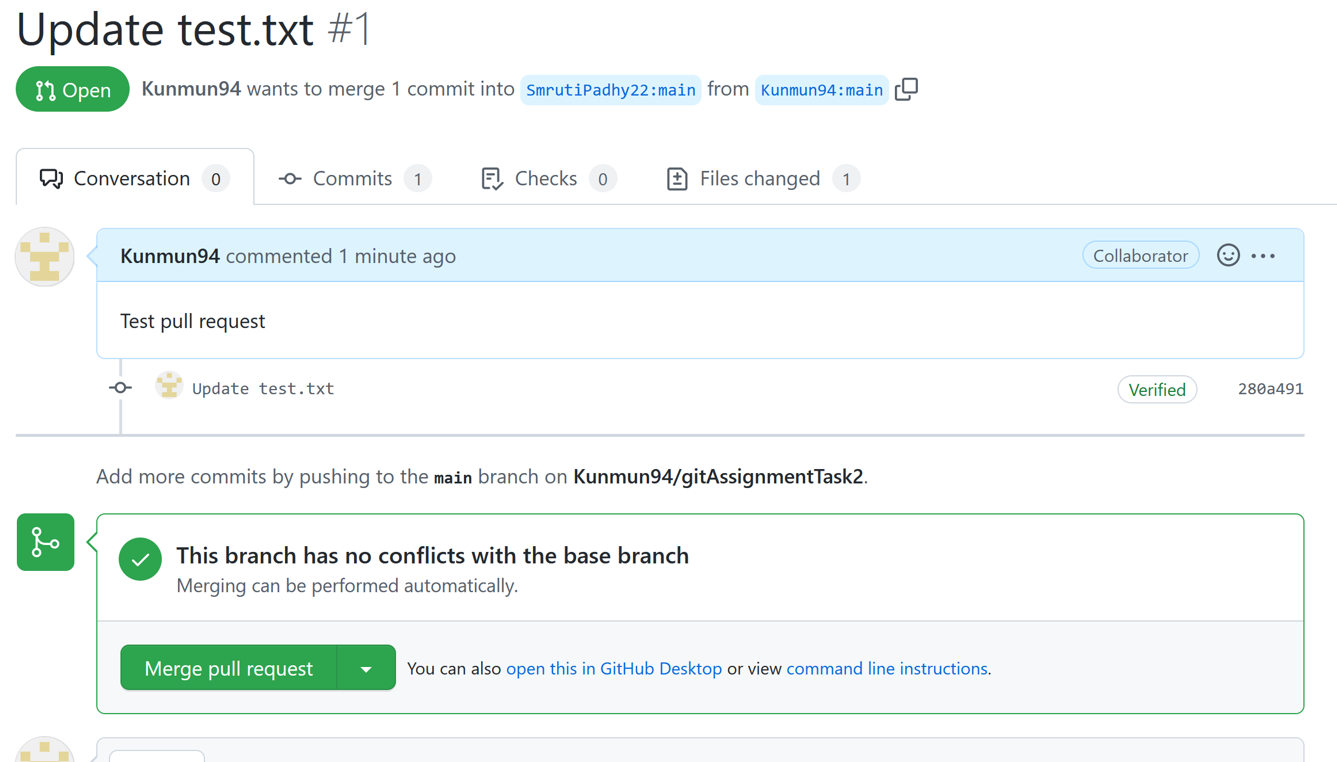 Update test.txt #1
Open Kunmun94 wants to merge 1 commit into SmrutiPadhy22:main from Kunmun94:main
Conversation 0 Commits 1 Checks 0 Files changed 1
Kunmun94 commented 1 minute ago Collaborator
Test pull request
Update test.txt Verified 280a491
Add more commits by pushing to the main branch on Kunmun94/gitAssignmentTask2.
This branch has no conflicts with the base branch
Merging can be performed automatically.
Merge pull request You can also open this in GitHub Desktop or view command line instructions.